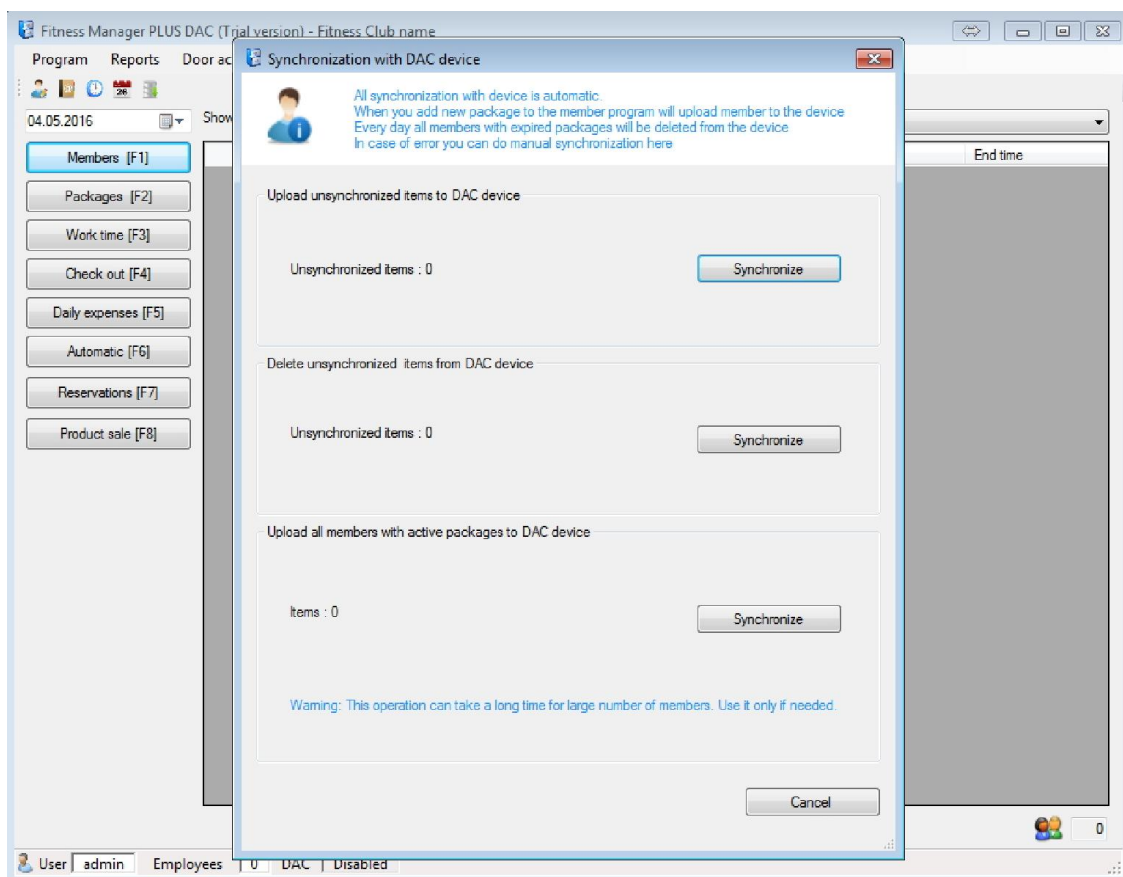 Fitness Manager PLUS DAC (Trial version) - Fitness Club name
Program Reports Door ac
Synchronization with DAC device
All synchronization with device is automatic.
When you add new package to the member program will upload member to the device
Every day all members with expired packages will be deleted from the device
In case of error you can do manual synchronization here
26
04.05.2016
Show
End time
Members [F1]
Packages [F2]
Work time [F3]
Check out [F4]
Daily expenses [F5]
Automatic [F6]
Reservations [F7]
Product sale [F8]
Upload unsynchronized items to DAC device
Unsynchronized items : 0
Synchronize
Delete unsynchronized items from DAC device
Unsynchronized items : 0
Synchronize
Upload all members with active packages to DAC device
Items : 0
Synchronize
Warning: This operation can take a long time for large number of members. Use it only if needed.
Cancel
0
User admin Employees 0 DAC Disabled